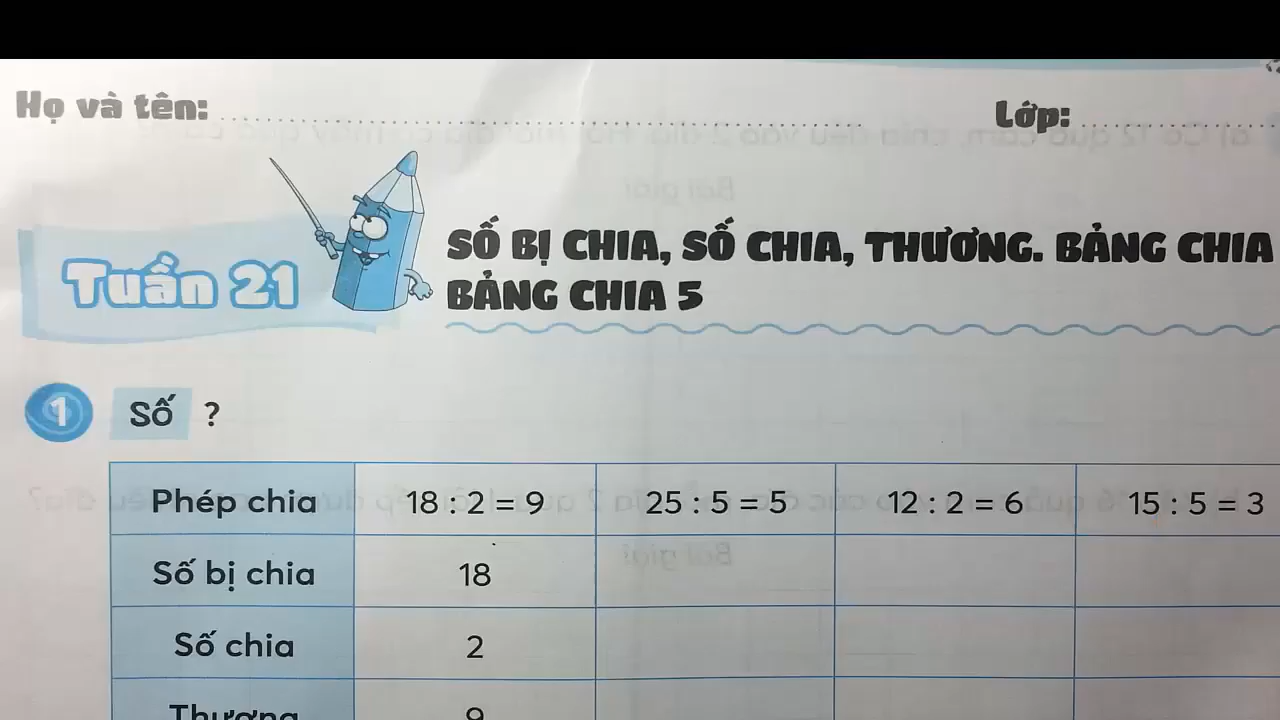 Họ và tên:
Lớp:
Tuần 21
SỐ BỊ CHIA, SỐ CHIA, THƯƠNG. BẢNG CHIA
BẢNG CHIA 5
1 Số ?
Phép chia 18 : 2 = 9 25 : 5 = 5 12 : 2 = 6 15 : 5 = 3
Số bị chia 18
Số chia 2
Thương 9